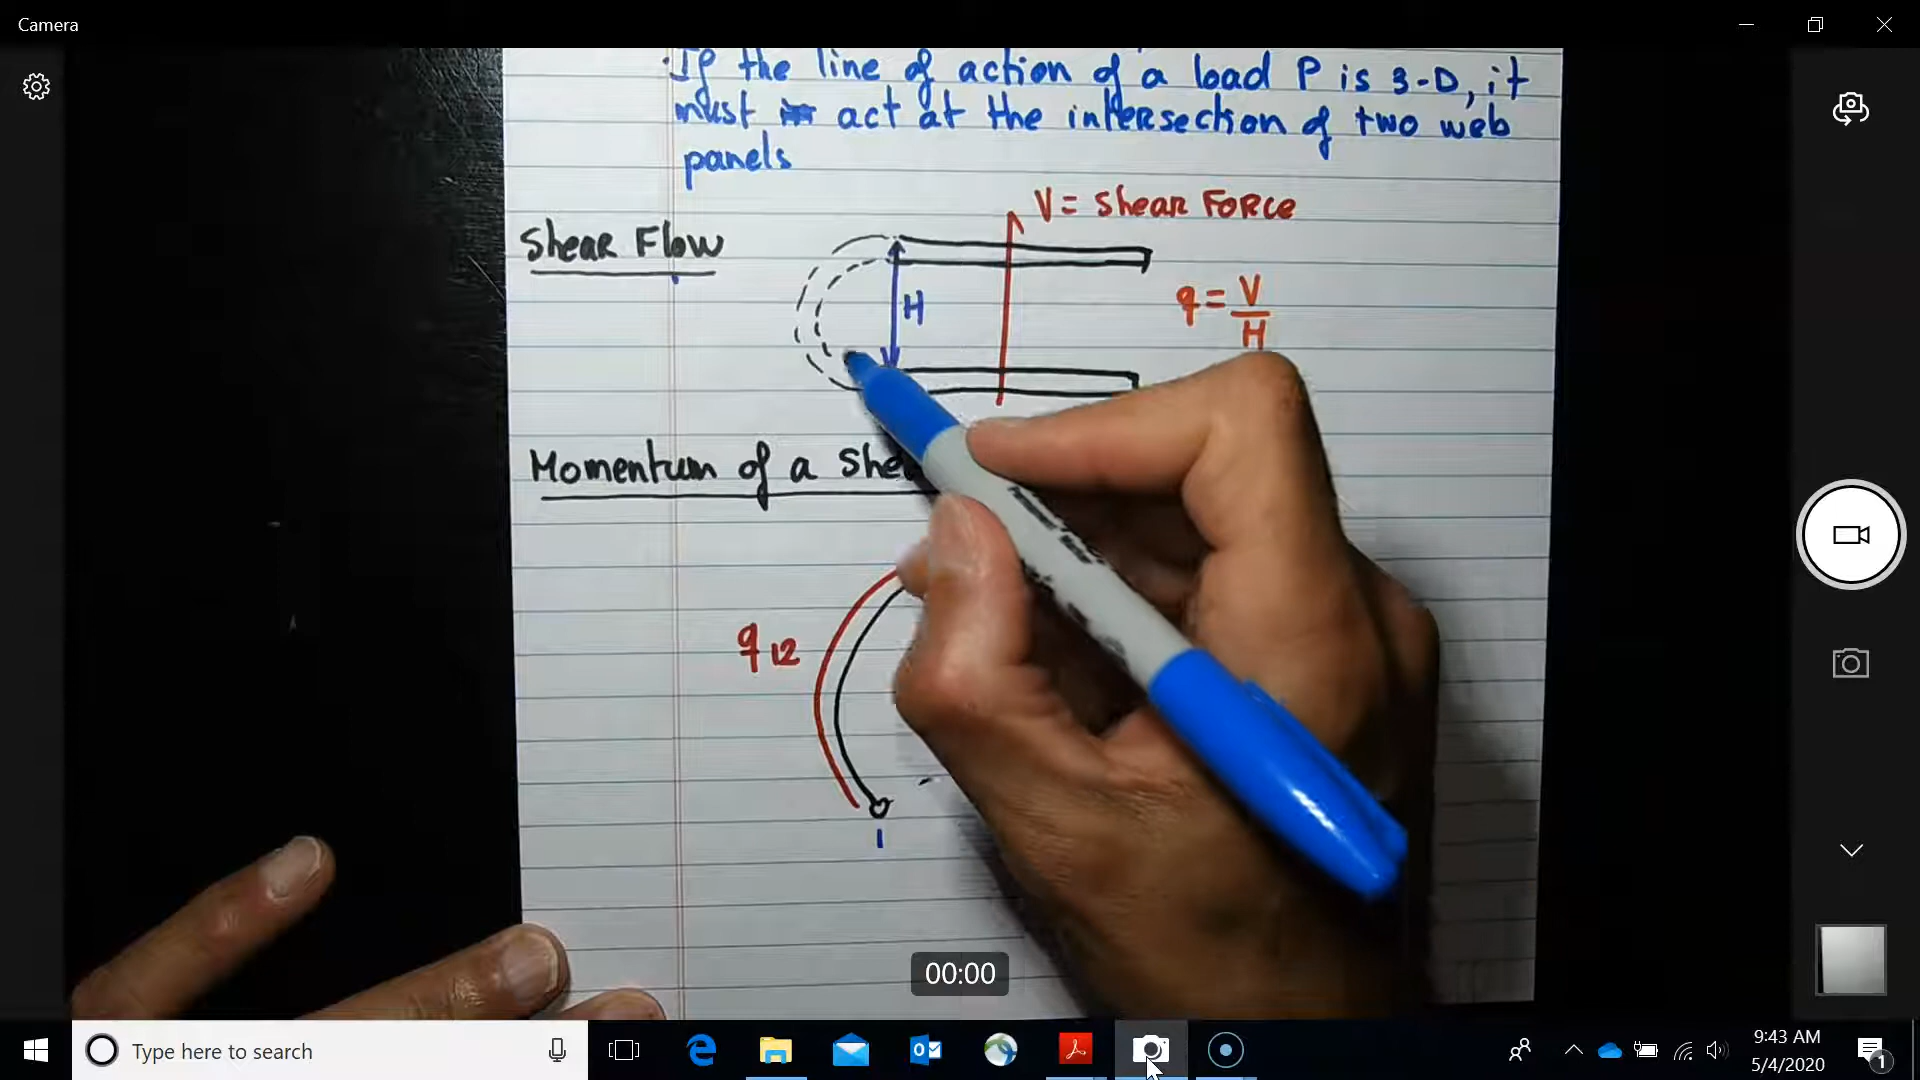 Camera
If the line of action of a load P is 3-D, it
must act at the intersection of two web
panels
V = Shear Force
Shear Flow
H
q = V/H
Momentum of a She
q12
1
00:00
Type here to search
9:43 AM
5/4/2020
1